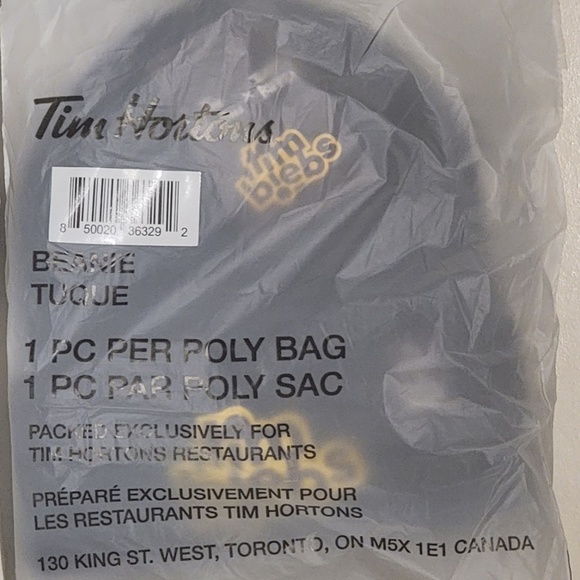 Tim Hortons
tim
biebs
8 50020 36329 2
BEANIE
TUQUE
1 PC PER POLY BAG
1 PC PAR POLY SAC
PACKED EXCLUSIVELY FOR
TIM HORTONS RESTAURANTS
tim
biebs
PRÉPARÉ EXCLUSIVEMENT POUR
LES RESTAURANTS TIM HORTONS
130 KING ST. WEST, TORONTO, ON M5X 1E1 CANADA